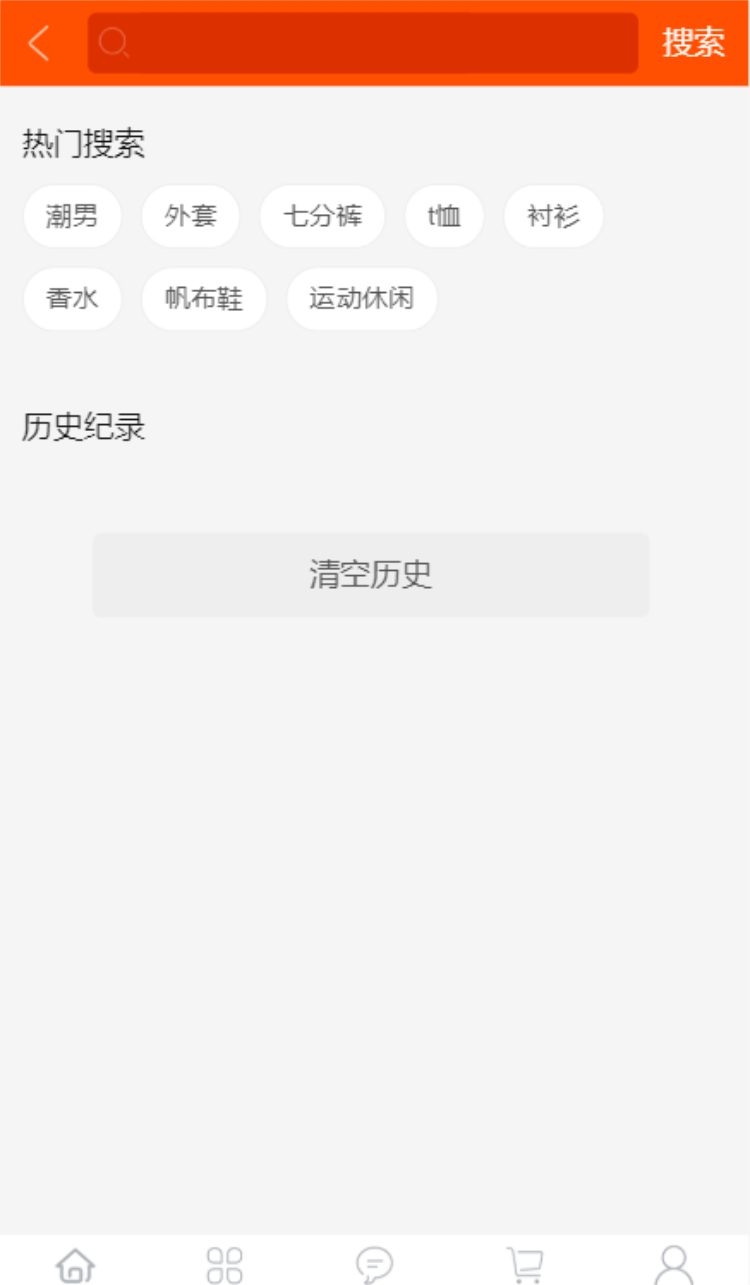 搜索
热门搜索
潮男 外套 七分裤 t恤 衬衫
香水 帆布鞋 运动休闲
历史纪录
清空历史